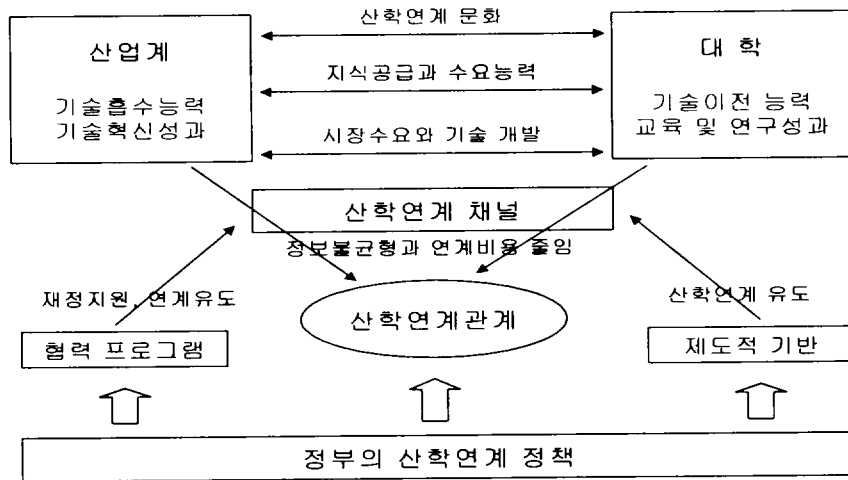 산학연계 문화
산업계
대 학
지식공급과 수요능력
기술흡수능력
기술이전 능력
기술혁신성과
교육 및 연구성과
시장수요와 기술 개발
산학연계 채널
정보불균형과 연계비용 줄임
재정지원, 연계유도
산학연계 유도
산학연계관계
협력 프로그램
제도적 기반
정부의 산학연계 정책